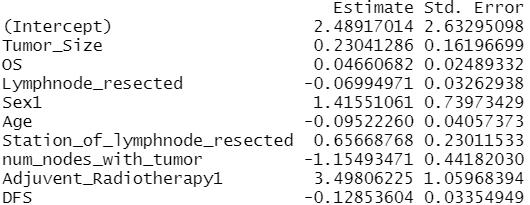 Estimate Std. Error
(Intercept) 2.48917014 2.63295098
Tumor_Size 0.23041286 0.16196699
OS 0.04660682 0.02489332
Lymphnode_resected -0.06994971 0.03262938
Sex1 1.41551061 0.73973429
Age -0.09522260 0.04057373
Station_of_lymphnode_resected 0.65668768 0.23011533
num_nodes_with_tumor -1.15493471 0.44182030
Adjuvent_Radiotherapy1 3.49806225 1.05968394
DFS -0.12853604 0.03354949